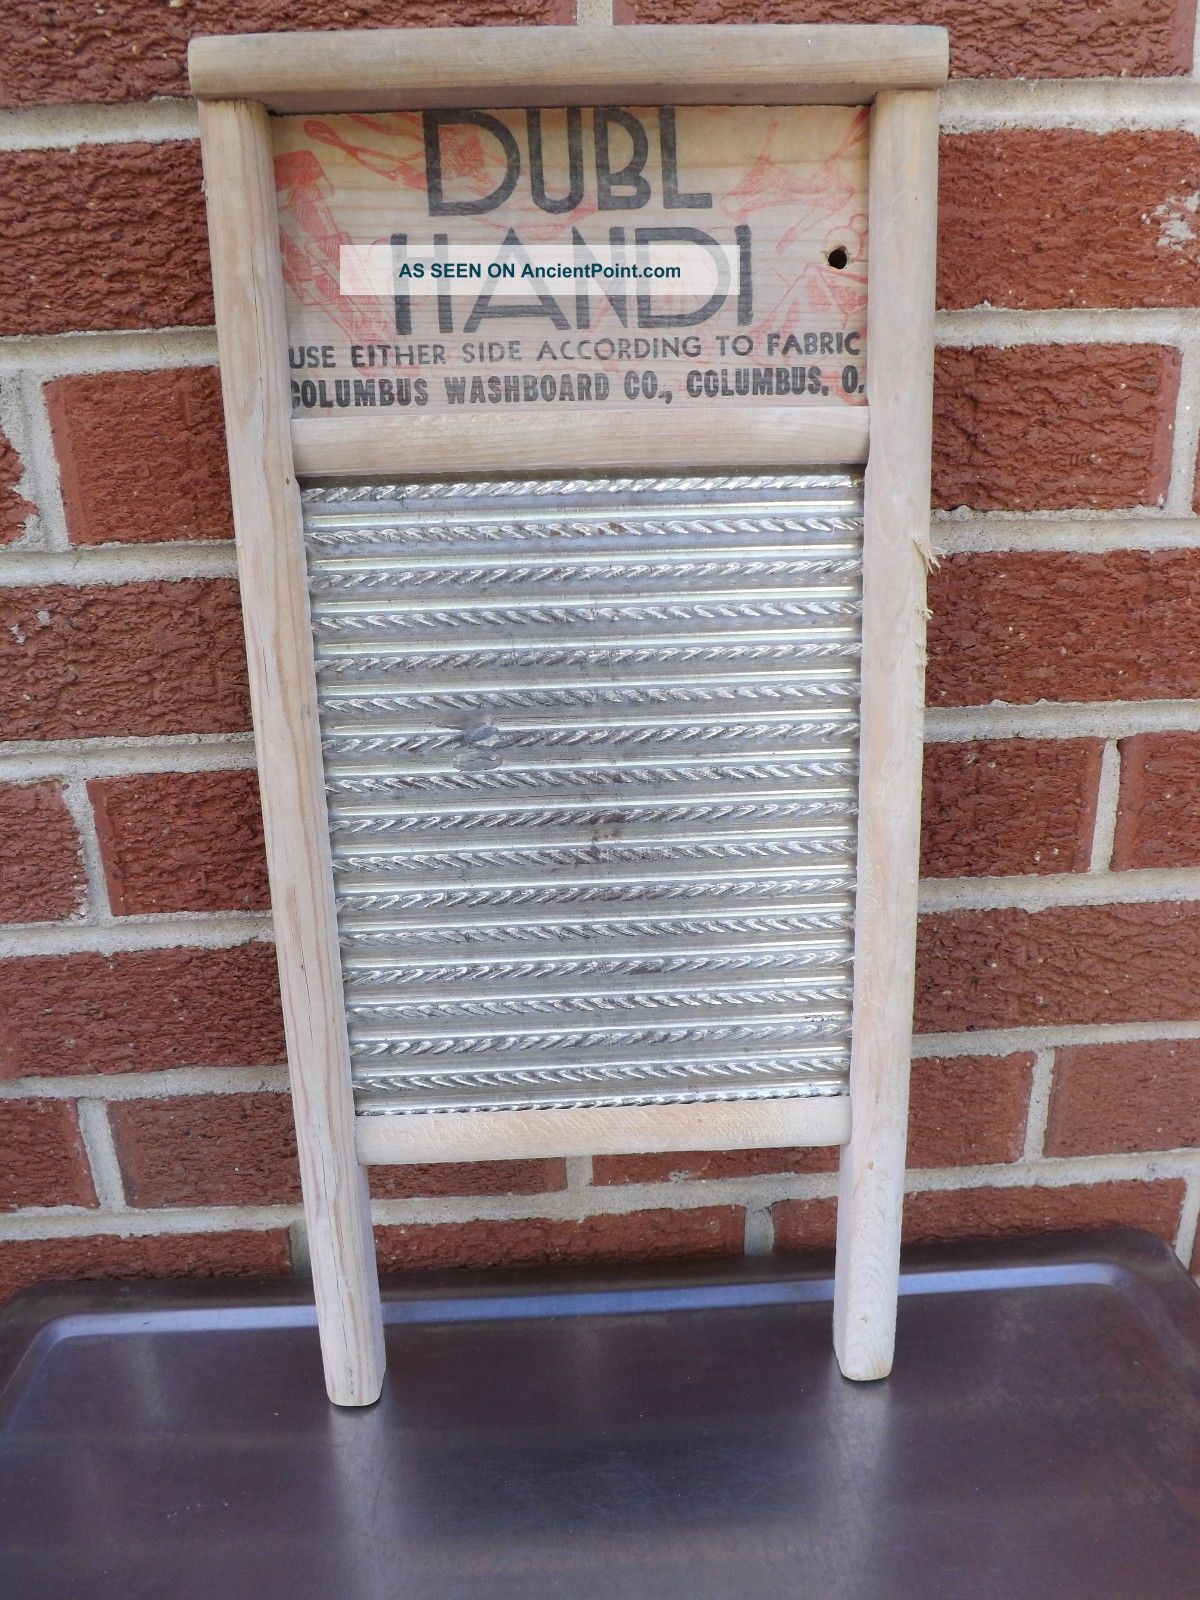 DUBL
HANDI
AS SEEN ON AncientPoint.com
USE EITHER SIDE ACCORDING TO FABRIC
COLUMBUS WASHBOARD CO., COLUMBUS, O.